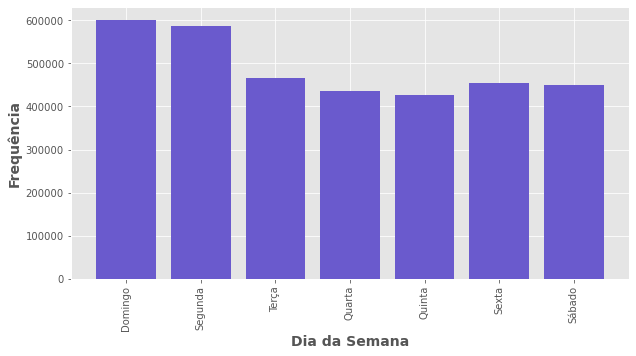 Frequência
600000
500000
400000
300000
200000
100000
0
Domingo
Segunda
Terça
Quarta
Quinta
Sexta
Sábado
Dia da Semana